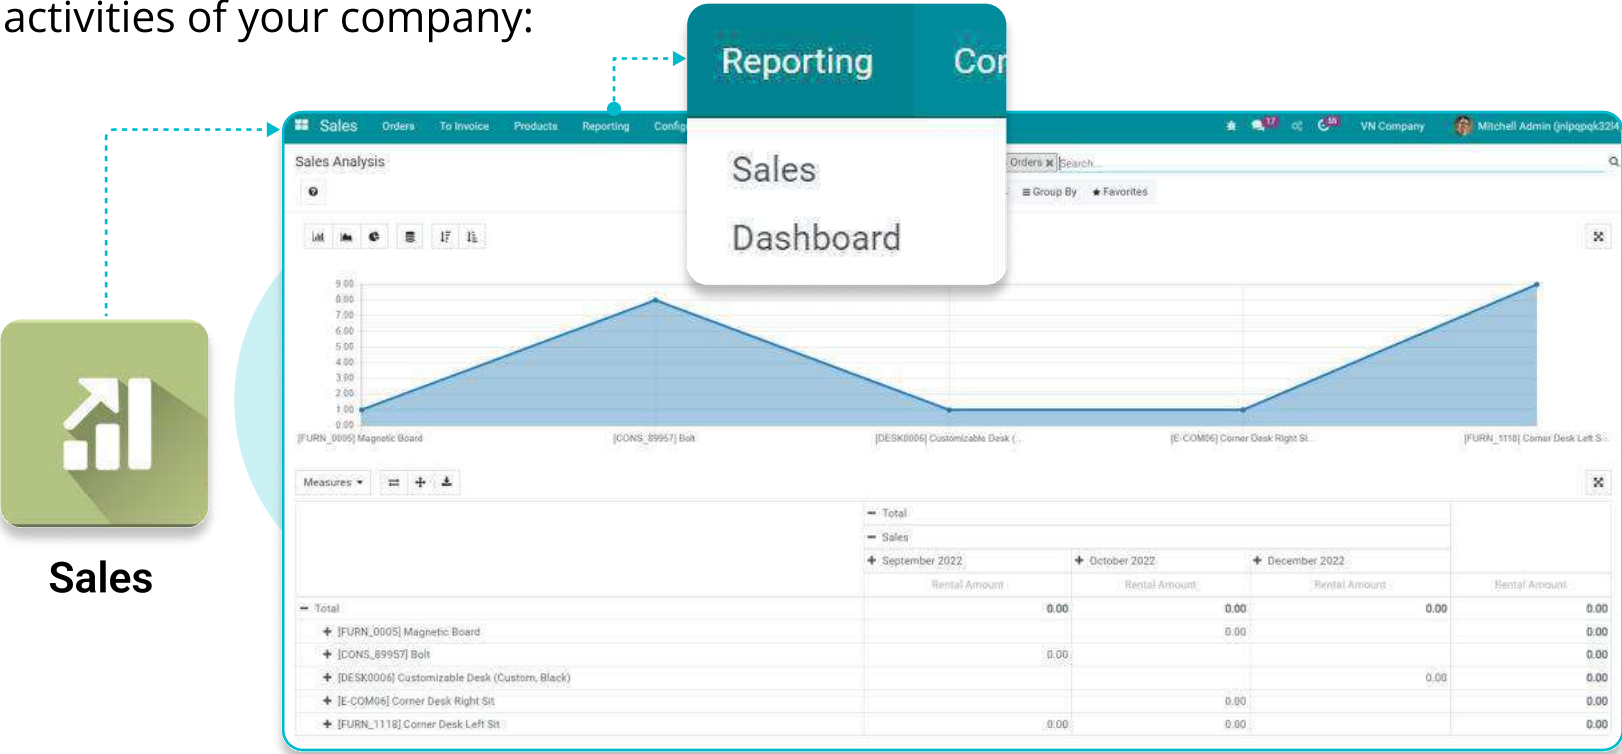 activities of your company:
Reporting
Sales
Dashboard
Sales Orders To Invoice Products Reporting
17 55 VN Company Mitchell Admin
Sales Analysis
Orders Search...
Group By Favorites
9.00
8.00
7.00
6.00
5.00
4.00
3.00
2.00
1.00
0.00
[FURN_0005] Magnetic Board [CONS_89957] Bolt [DESK0006] Customizable Desk (... [E-COM06] Corner Desk Right Si... [FURN_1118] Corner Desk Left S...
Measures
Total
Sales
September 2022 October 2022 December 2022
Rental Amount Rental Amount Rental Amount Rental Amount
Total 0.00 0.00 0.00 0.00
[FURN_0005] Magnetic Board 0.00 0.00
[CONS_89957] Bolt 0.00 0.00
[DESK0006] Customizable Desk (Custom, Black) 0.00 0.00
[E-COM06] Corner Desk Right Sit 0.00 0.00
[FURN_1118] Corner Desk Left Sit 0.00 0.00 0.00
Sales